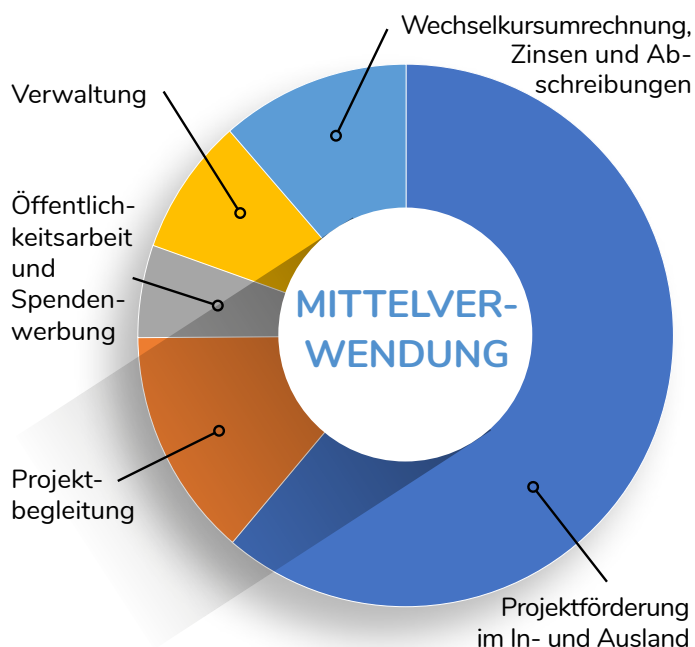 Wechselkursumrechnung,
Zinsen und Ab-
schreibungen
Verwaltung
Öffentlich-
keitsarbeit
und
Spenden-
werbung
MITTELVER-
WENDUNG
Projekt-
begleitung
Projektförderung
im In- und Ausland